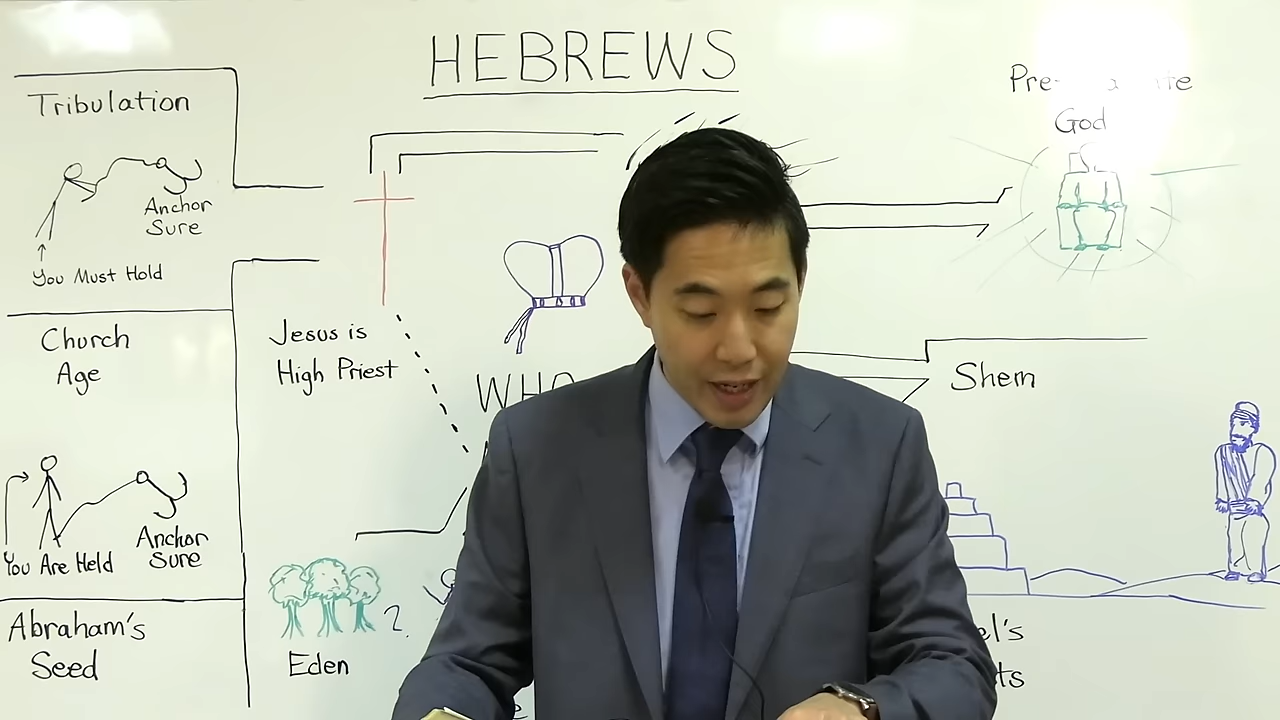 HEBREWS
Tribulation
Anchor
Sure
You Must Hold
Church
Age
You Are Held
Anchor
Sure
Abraham's
Seed
Jesus is
High Priest
Eden
?
God
Shem